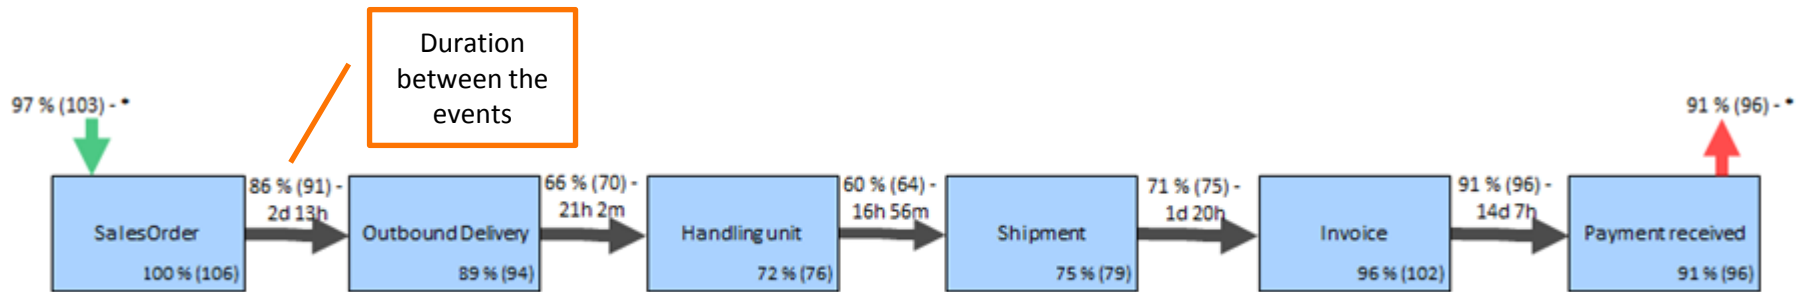 Duration
between the
events
97 % (103) - *
91 % (96) - *
86 % (91) -
2d 13h
66 % (70) -
21h 2m
60 % (64) -
16h 56m
71 % (75) -
1d 20h
91 % (96) -
14d 7h
SalesOrder
100 % (106)
Outbound Delivery
89 % (94)
Handling unit
72 % (76)
Shipment
75 % (79)
Invoice
96 % (102)
Payment received
91 % (96)